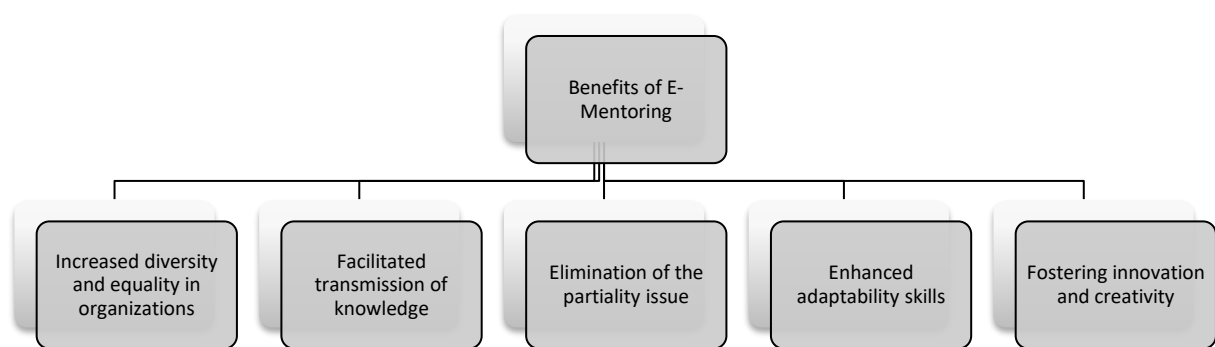 Benefits of E-
Mentoring
Increased diversity
and equality in
organizations
Facilitated
transmission of
knowledge
Elimination of the
partiality issue
Enhanced
adaptability skills
Fostering innovation
and creativity